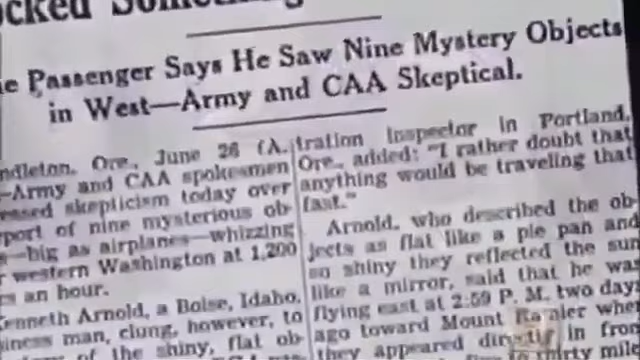 e Passenger Says He Saw Nine Mystery Objects
in West—Army and CAA Skeptical.
ndleton, Ore., June 26 (A.
—Army and CAA spokesmen
essed skepticism today over
port of nine mysterious ob-
—big as airplanes—whizzing
western Washington at 1,200
s an hour.
enneth Arnold, a Boise, Idaho,
iness man, clung, however, to
of the shiny, flat ob-
tration Inspector in Portland,
Ore., added: "I rather doubt that
anything would be traveling that
fast."
Arnold, who described the ob-
jects as flat like a pie pan and
so shiny they reflected the sun
like a mirror, said that he was
flying east at 2:59 P. M. two days
ago toward Mount Rainier when
they appeared directly in fron
mile